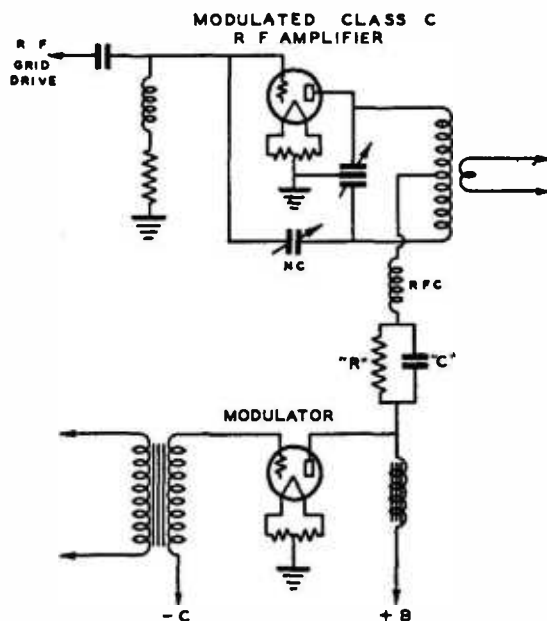 MODULATED CLASS C
R F AMPLIFIER
R F
GRID
DRIVE
NC
RFC
"R"
"C"
MODULATOR
-C
+B